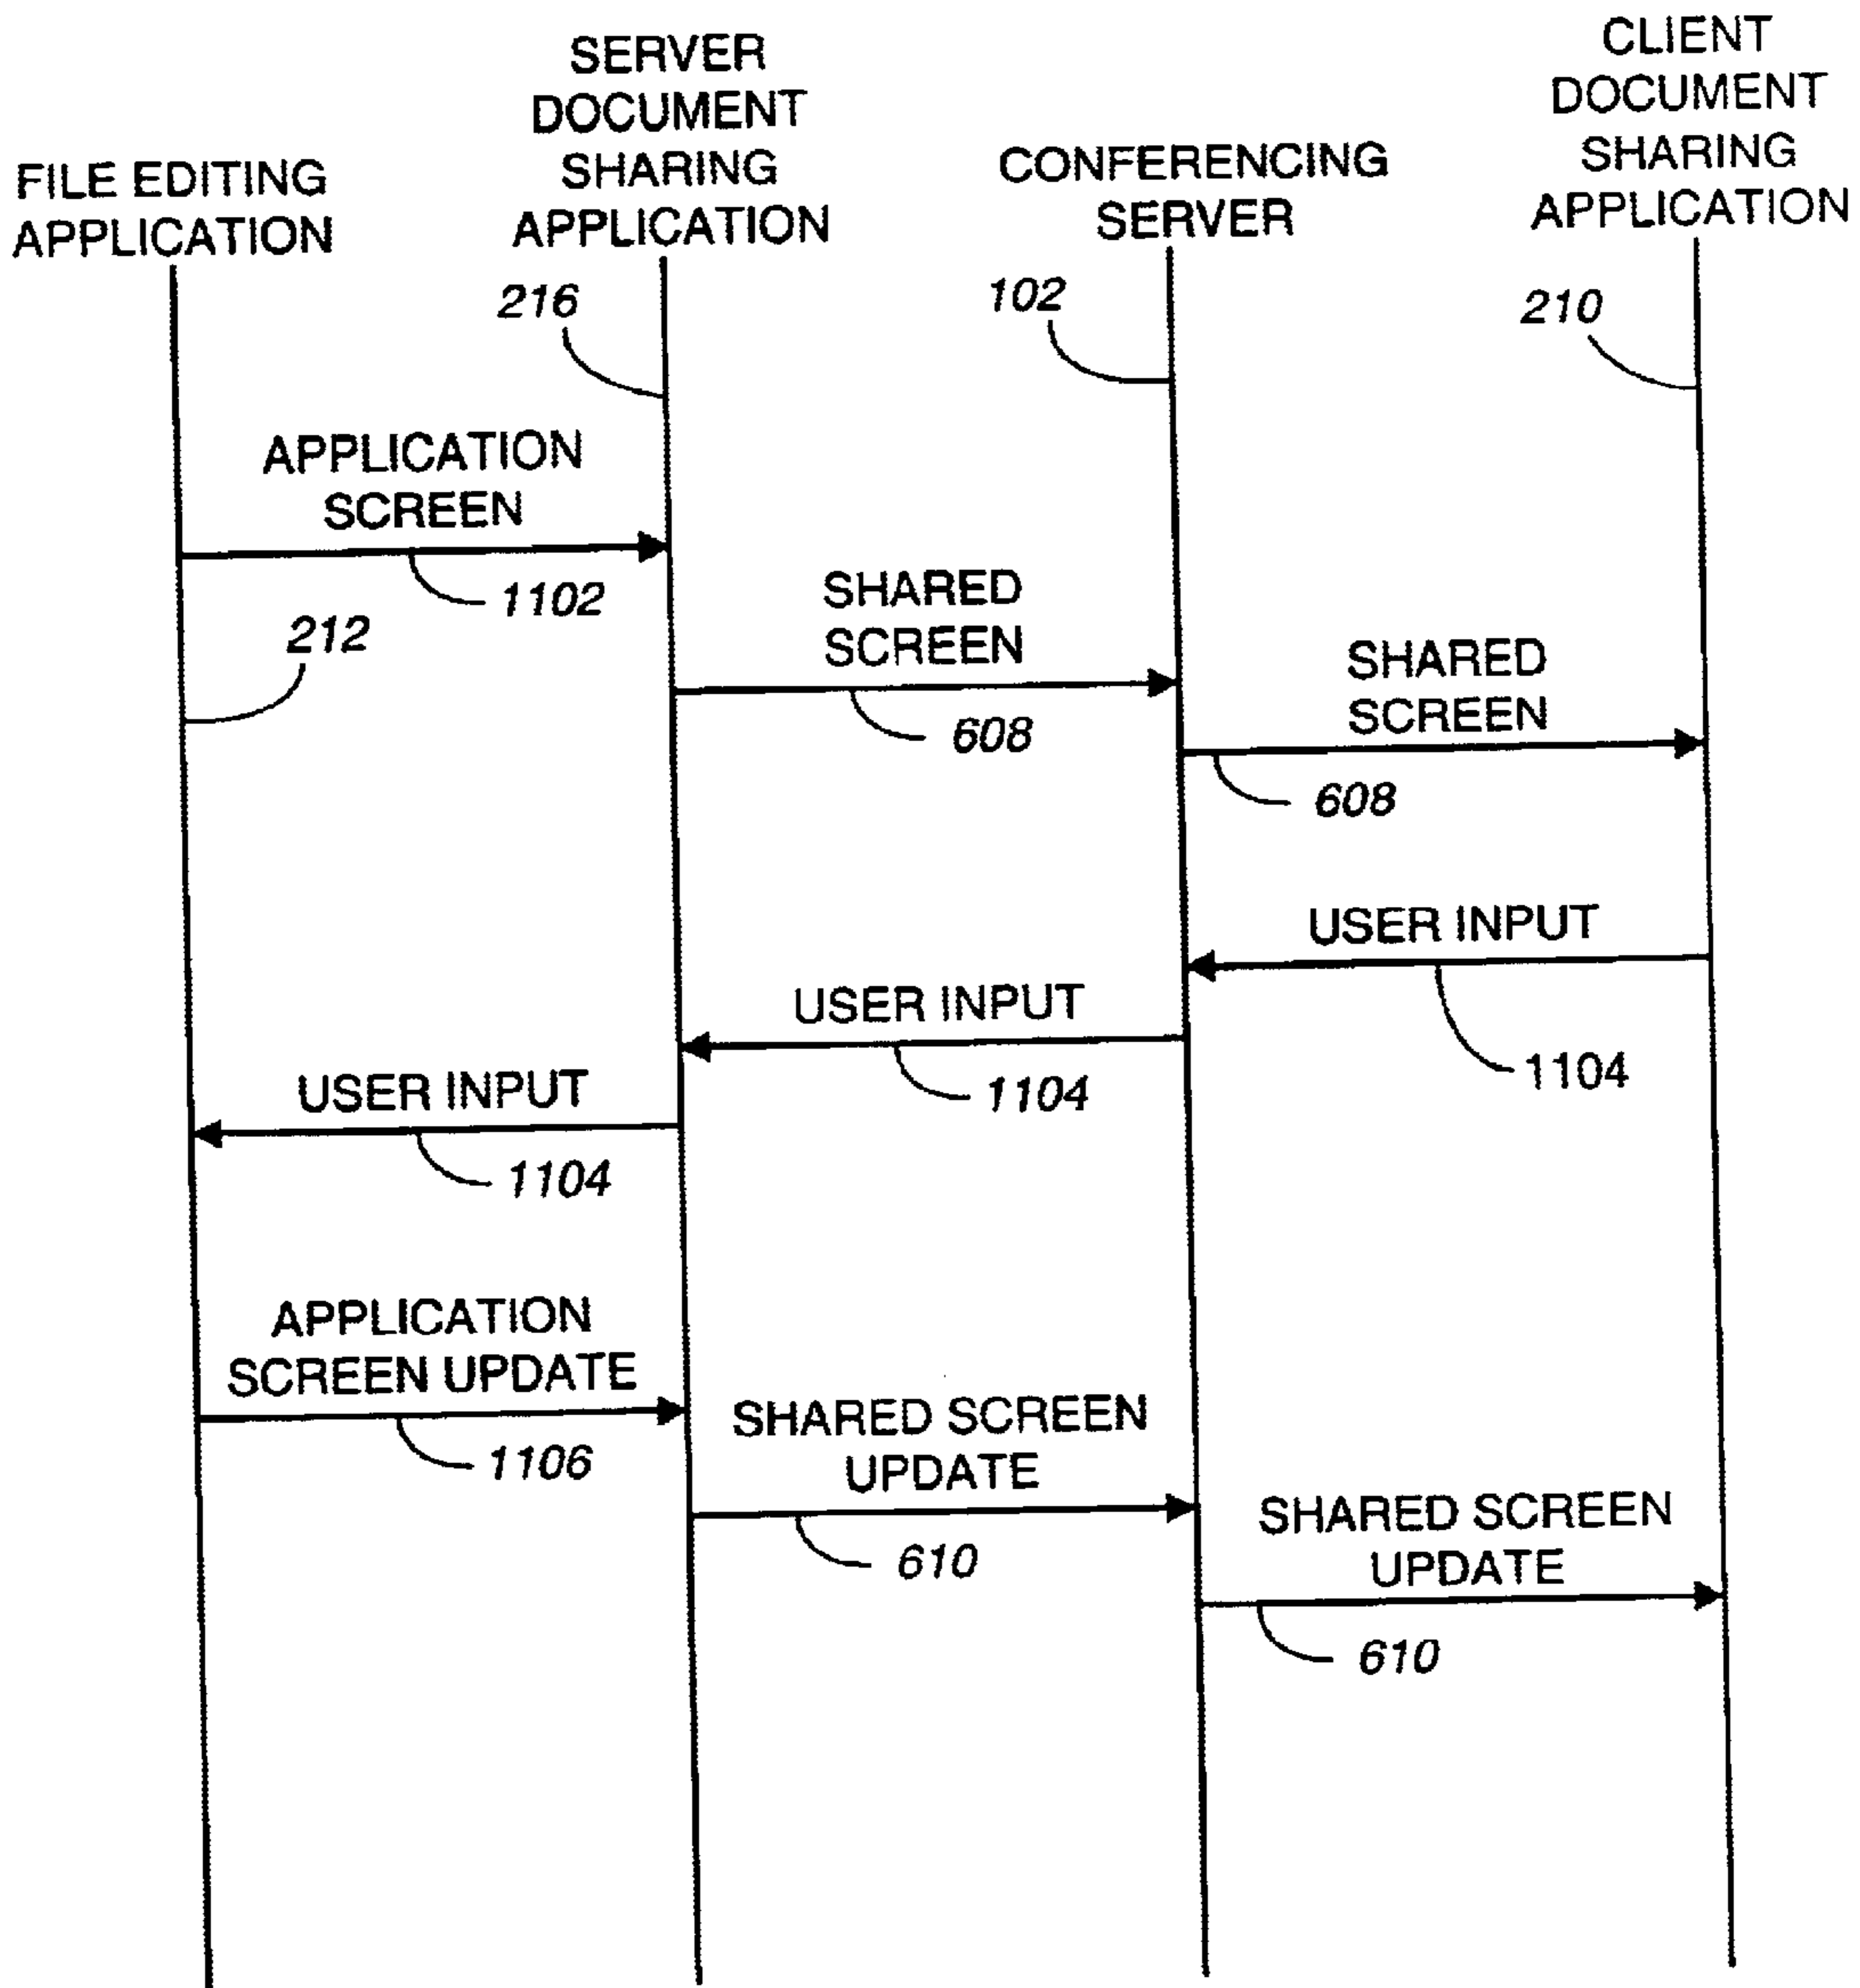 FILE EDITING
APPLICATION
SERVER
DOCUMENT
SHARING
APPLICATION
CONFERENCING
SERVER
CLIENT
DOCUMENT
SHARING
APPLICATION
216
102
210
APPLICATION
SCREEN
1102
212
SHARED
SCREEN
608
SHARED
SCREEN
608
USER INPUT
1104
USER INPUT
1104
USER INPUT
1104
APPLICATION
SCREEN UPDATE
1106
SHARED SCREEN
UPDATE
610
SHARED SCREEN
UPDATE
610